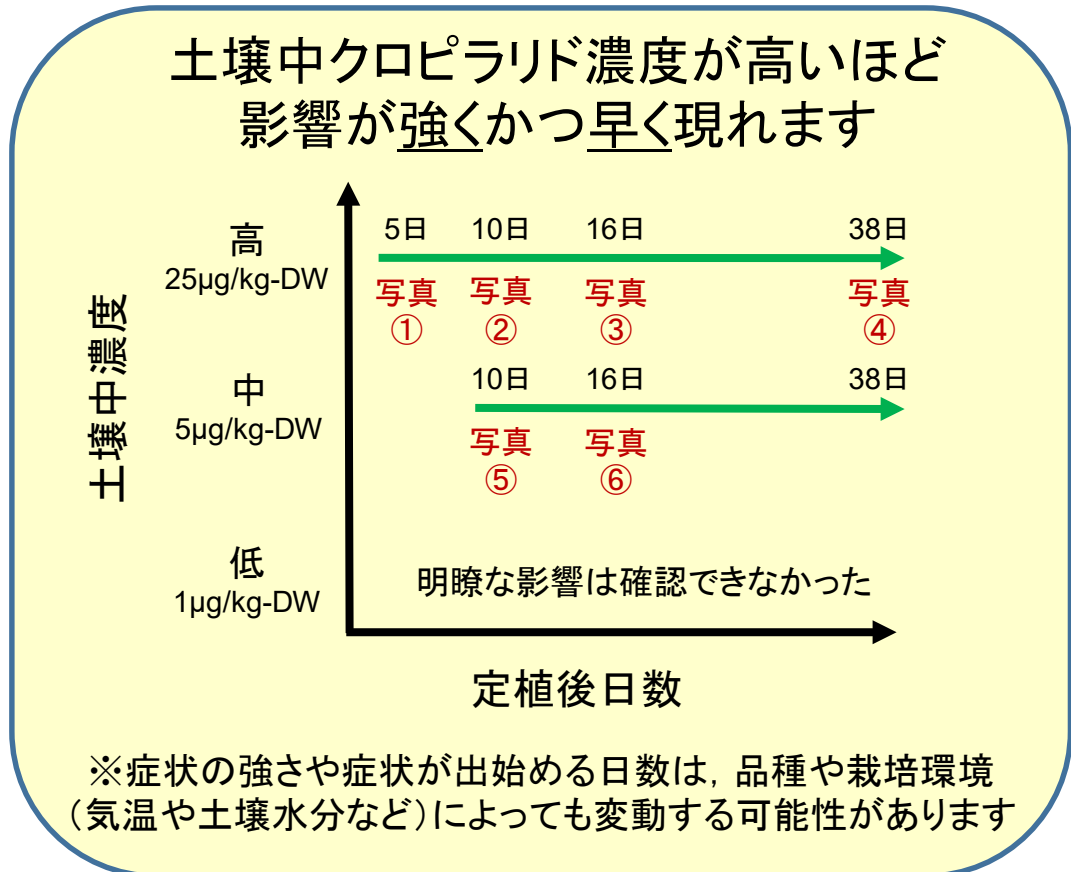 土壌中クロピラリド濃度が高いほど
影響が強くかつ早く現れます
土壌中濃度
高
25µg/kg-DW
5日 10日 16日 38日
写真 写真 写真 写真
① ② ③ ④
中
5µg/kg-DW
10日 16日 38日
写真 写真
⑤ ⑥
低
1µg/kg-DW
明瞭な影響は確認できなかった
定植後日数
※症状の強さや症状が出始める日数は，品種や栽培環境
（気温や土壌水分など）によっても変動する可能性があります